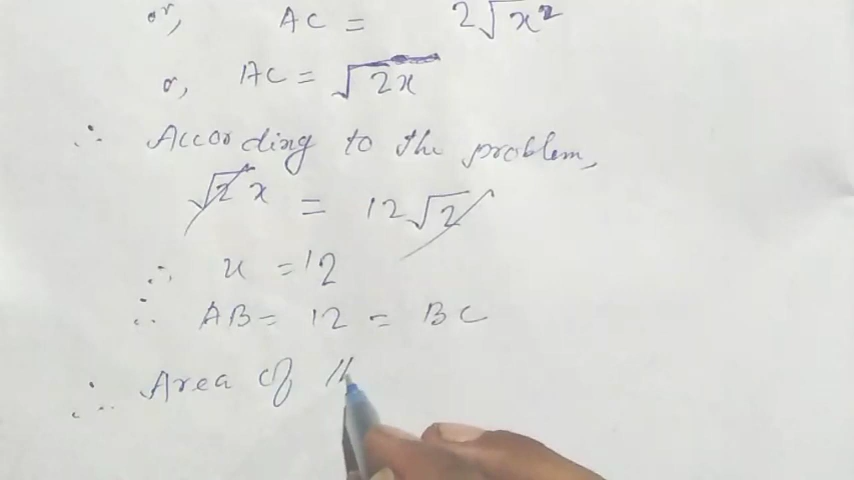 or, AC = 2√x²
or, AC = √2x
∴ According to the problem,
√2 x = 12√2
∴ x = 12
∴ AB = 12 = BC
∴ Area of